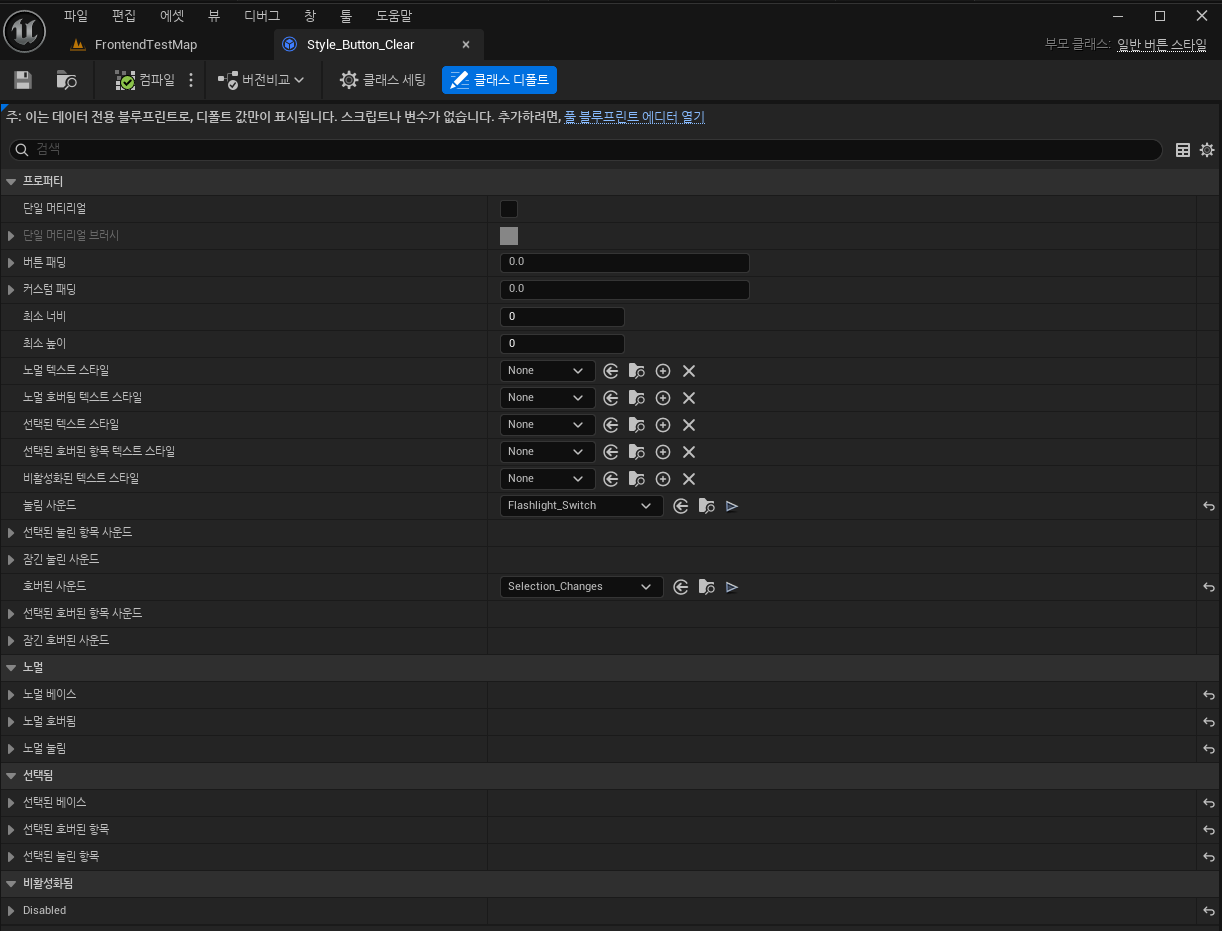 파일 편집 에셋 뷰 디버그 창 툴 도움말
FrontendTestMap Style_Button_Clear 부모 클래스: 일반 버튼 스타일
컴파일 버전비교 클래스 세팅 클래스 디폴트
주: 이는 데이터 전용 블루프린트로, 디폴트 값만이 표시됩니다. 스크립트나 변수가 없습니다. 추가하려면, 풀 블루프린트 에디터 열기
검색
프로퍼티
단일 머티리얼
단일 머티리얼 브러시
버튼 패딩 0.0
커스텀 패딩 0.0
최소 너비 0
최소 높이 0
노멀 텍스트 스타일 None
노멀 호버됨 텍스트 스타일 None
선택된 텍스트 스타일 None
선택된 호버된 항목 텍스트 스타일 None
비활성화된 텍스트 스타일 None
눌림 사운드 Flashlight_Switch
선택된 눌린 항목 사운드
잠긴 눌린 사운드
호버된 사운드 Selection_Changes
선택된 호버된 항목 사운드
잠긴 호버된 사운드
노멀
노멀 베이스
노멀 호버됨
노멀 눌림
선택됨
선택된 베이스
선택된 호버된 항목
선택된 눌린 항목
비활성화됨
Disabled